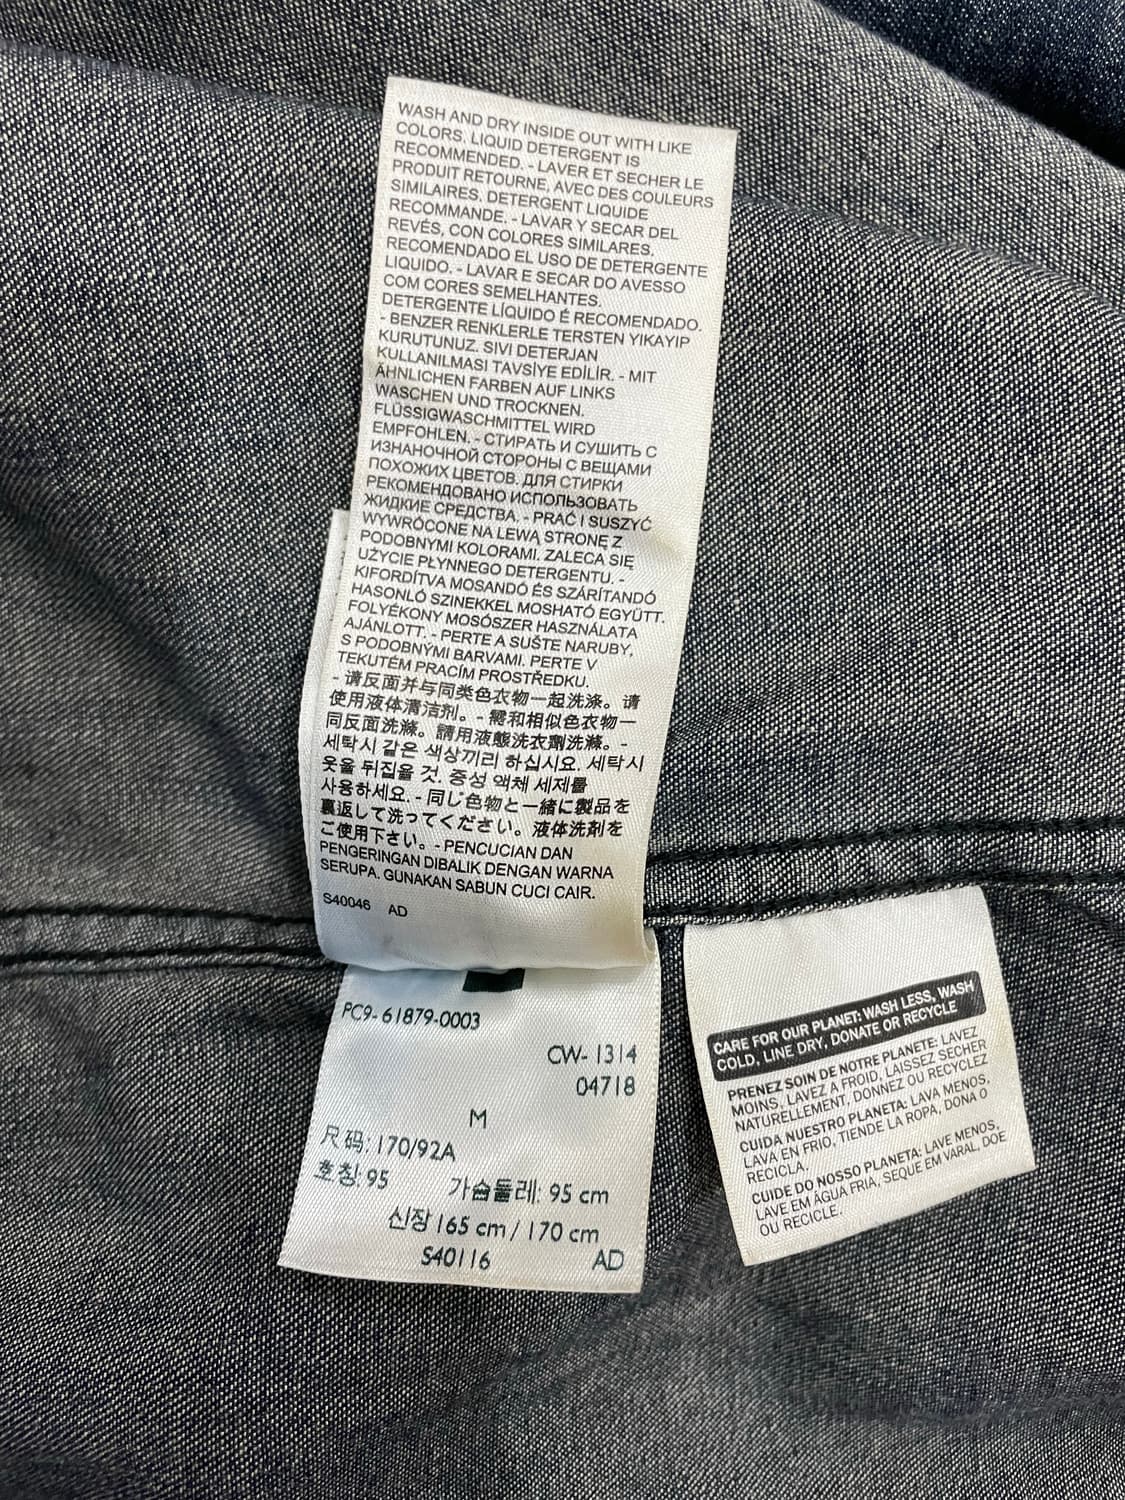 WASH AND DRY INSIDE OUT WITH LIKE
COLORS. LIQUID DETERGENT IS
RECOMMENDED. - LAVER ET SECHER LE
PRODUIT RETOURNE, AVEC DES COULEURS
SIMILAIRES. DETERGENT LIQUIDE
RECOMMANDE. - LAVAR Y SECAR DEL
REVÉS, CON COLORES SIMILARES.
RECOMENDADO EL USO DE DETERGENTE
LIQUIDO. - LAVAR E SECAR DO AVESSO
COM CORES SEMELHANTES.
DETERGENTE LÍQUIDO É RECOMENDADO.
- BENZER RENKLERLE TERSTEN YIKAYIP
KURUTUNUZ. SIVI DETERJAN
KULLANILMASI TAVSİYE EDİLİR. - MIT
ÄHNLICHEN FARBEN AUF LINKS
WASCHEN UND TROCKNEN.
FLÜSSIGWASCHMITTEL WIRD
EMPFOHLEN. - СТИРАТЬ И СУШИТЬ С
ИЗНАНОЧНОЙ СТОРОНЫ С ВЕЩАМИ
ПОХОЖИХ ЦВЕТОВ. ДЛЯ СТИРКИ
РЕКОМЕНДОВАНО ИСПОЛЬЗОВАТЬ
ЖИДКИЕ СРЕДСТВА. - PRAĆ I SUSZYĆ
WYWRÓCONE NA LEWĄ STRONĘ Z
PODOBNYMI KOLORAMI. ZALECA SIĘ
UŻYCIE PŁYNNEGO DETERGENTU. -
KIFORDÍTVA MOSANDÓ ÉS SZÁRÍTANDÓ
HASONLÓ SZINEKKEL MOSHATÓ EGYÜTT.
FOLYÉKONY MOSÓSZER HASZNÁLATA
AJÁNLOTT. - PERTE A SUŠTE NARUBY,
S PODOBNÝMI BARVAMI. PERTE V
TEKUTÉM PRACÍM PROSTŘEDKU.
- 请反面并与同类色衣物一起洗涤。请
使用液体清洁剂。- 需和相似色衣物一
同反面洗滌。請用液態洗衣劑洗滌。-
세탁시 같은 색상끼리 하십시요. 세탁시
옷을 뒤집을 것. 중성 액체 세제를
사용하세요. - 同じ色物と一緒に製品を
裏返して洗ってください。液体洗剤を
ご使用下さい。- PENCUCIAN DAN
PENGERINGAN DIBALIK DENGAN WARNA
SERUPA. GUNAKAN SABUN CUCI CAIR.
S40046 AD
PC9-61879-0003
CW-1314
04718
M
尺码: 170/92A
호칭: 95 가슴둘레: 95 cm
신장 165 cm / 170 cm
S40116 AD
CARE FOR OUR PLANET: WASH LESS, WASH
COLD, LINE DRY, DONATE OR RECYCLE
PRENEZ SOIN DE NOTRE PLANETE: LAVEZ
MOINS, LAVEZ A FROID, LAISSEZ SECHER
NATURELLEMENT, DONNEZ OU RECYCLEZ
CUIDA NUESTRO PLANETA: LAVA MENOS,
LAVA EN FRIO, TIENDE LA ROPA, DONA O
RECICLA.
CUIDE DO NOSSO PLANETA: LAVE MENOS,
LAVE EM ÁGUA FRIA, SEQUE EM VARAL, DOE
OU RECICLE.